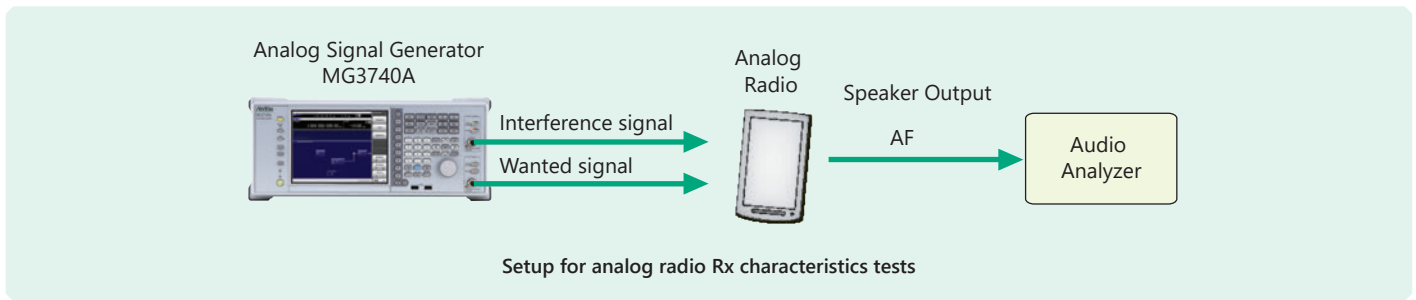 Analog Signal Generator
MG3740A
Interference signal
Wanted signal
Analog
Radio
Speaker Output
AF
Audio
Analyzer
Setup for analog radio Rx characteristics tests